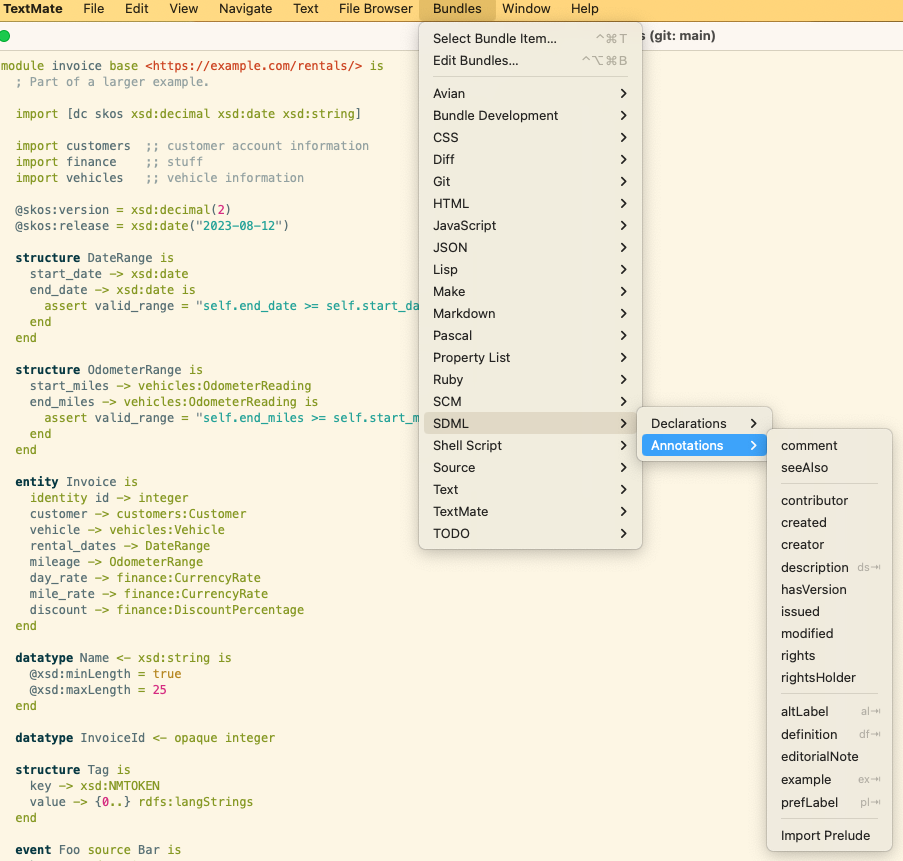 TextMate File Edit View Navigate Text File Browser Bundles Window Help
s (git: main)
module invoice base <https://example.com/rentals/> is
; Part of a larger example.
import [dc skos xsd:decimal xsd:date xsd:string]
import customers ;; customer account information
import finance ;; stuff
import vehicles ;; vehicle information
@skos:version = xsd:decimal(2)
@skos:release = xsd:date("2023-08-12")
structure DateRange is
start_date -> xsd:date
end_date -> xsd:date is
assert valid_range = "self.end_date >= self.start_da
end
end
structure OdometerRange is
start_miles -> vehicles:OdometerReading
end_miles -> vehicles:OdometerReading is
assert valid_range = "self.end_miles >= self.start_m
end
end
entity Invoice is
identity id -> integer
customer -> customers:Customer
vehicle -> vehicles:Vehicle
rental_dates -> DateRange
mileage -> OdometerRange
day_rate -> finance:CurrencyRate
mile_rate -> finance:CurrencyRate
discount -> finance:DiscountPercentage
end
datatype Name <- xsd:string is
@xsd:minLength = true
@xsd:maxLength = 25
end
datatype InvoiceId <- opaque integer
structure Tag is
key -> xsd:NMTOKEN
value -> {0..} rdfs:langStrings
end
event Foo source Bar is
Select Bundle Item... ^⌘T
Edit Bundles... ^⌥⌘B
Avian
Bundle Development
CSS
Diff
Git
HTML
JavaScript
JSON
Lisp
Make
Markdown
Pascal
Property List
Ruby
SCM
SDML
Shell Script
Source
Text
TextMate
TODO
Declarations
Annotations
comment
seeAlso
contributor
created
creator
description ds⇥
hasVersion
issued
modified
rights
rightsHolder
altLabel al⇥
definition df⇥
editorialNote
example ex⇥
prefLabel pl⇥
Import Prelude